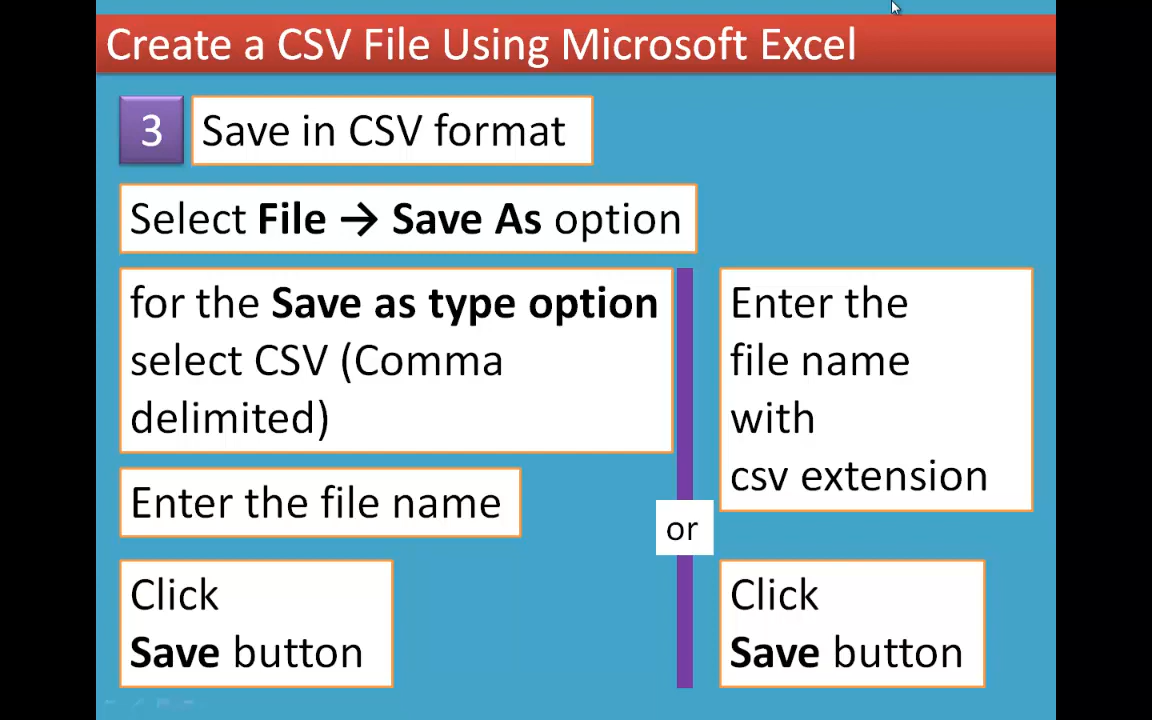 Create a CSV File Using Microsoft Excel
3
Save in CSV format
Select File → Save As option
for the Save as type option
select CSV (Comma
delimited)
Enter the file name
Click
Save button
or
Enter the
file name
with
csv extension
Click
Save button